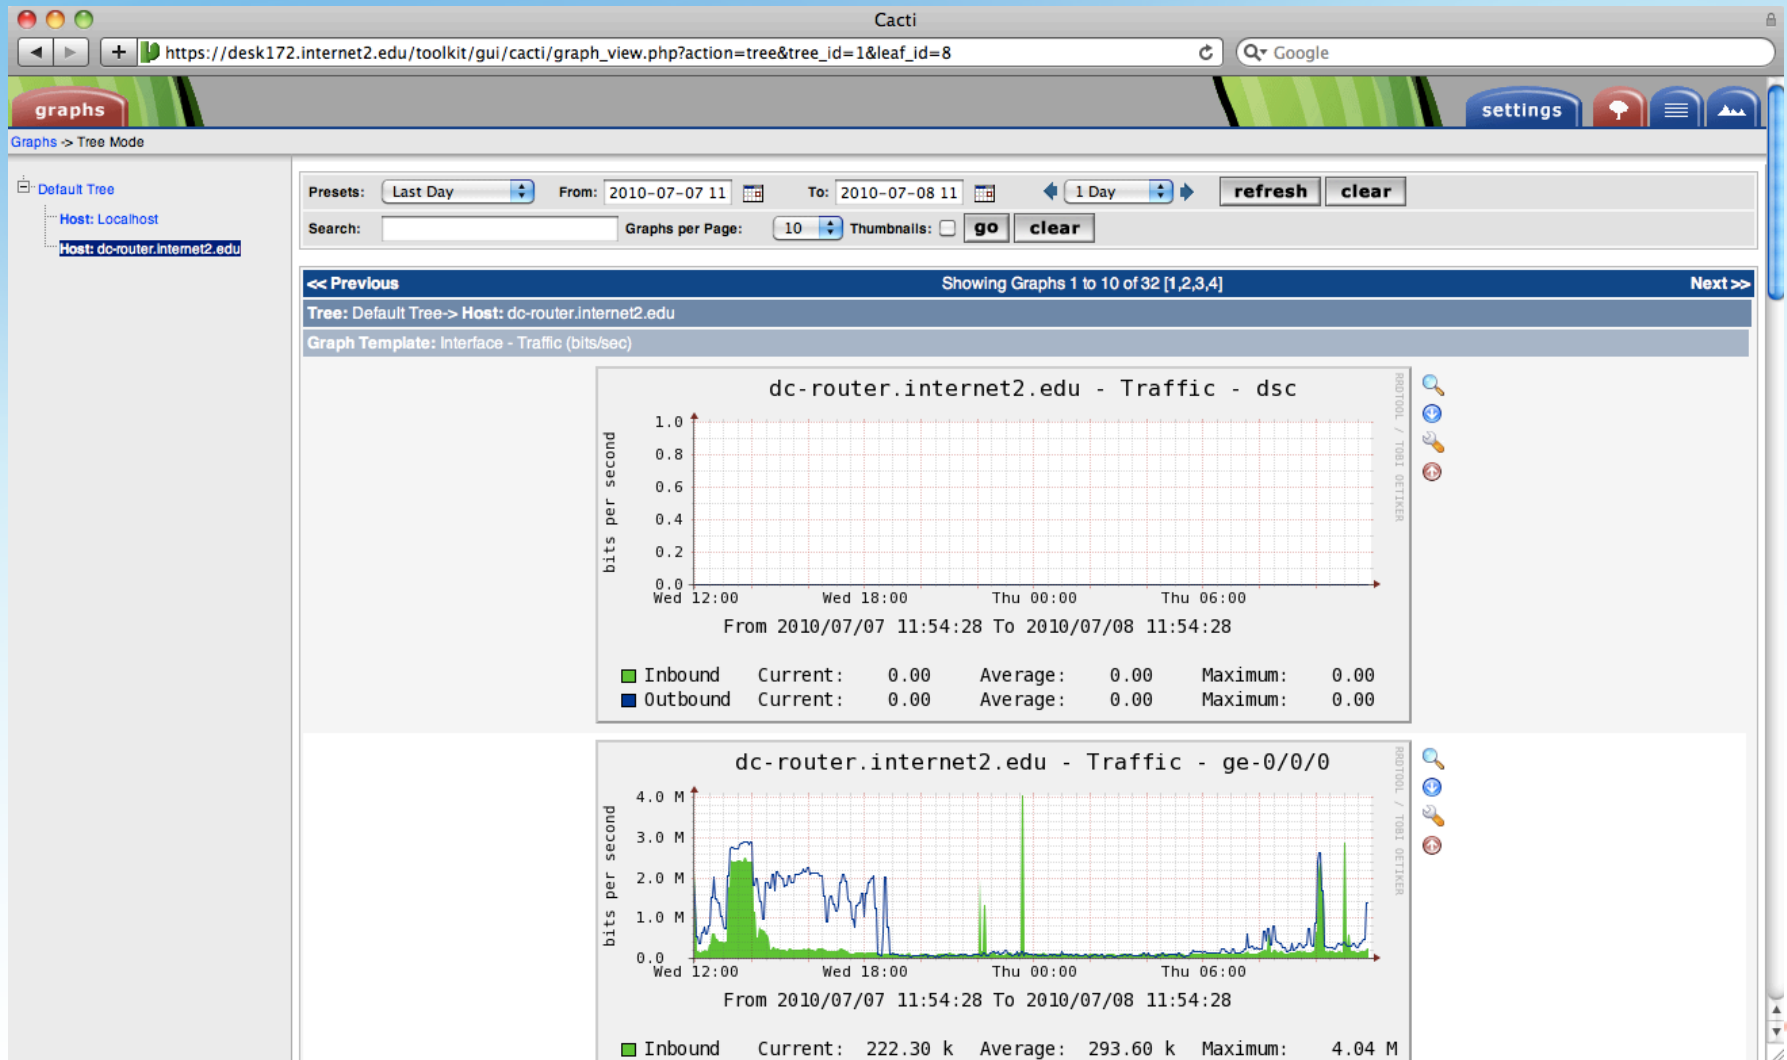 Cacti
https://desk172.internet2.edu/toolkit/gui/cacti/graph_view.php?action=tree&tree_id=1&leaf_id=8
Google
graphs
settings
Graphs -> Tree Mode
Default Tree
Host: Localhost
Host: dc-router.internet2.edu
Presets: Last Day From: 2010-07-07 11 To: 2010-07-08 11 1 Day refresh clear
Search: Graphs per Page: 10 Thumbnails: go clear
<< Previous Showing Graphs 1 to 10 of 32 [1,2,3,4] Next >>
Tree: Default Tree-> Host: dc-router.internet2.edu
Graph Template: Interface - Traffic (bits/sec)
dc-router.internet2.edu - Traffic - dsc
RRDTOOL / TOBI OETIKER
bits per second
1.0
0.8
0.6
0.4
0.2
0.0
Wed 12:00 Wed 18:00 Thu 00:00 Thu 06:00
From 2010/07/07 11:54:28 To 2010/07/08 11:54:28
Inbound Current: 0.00 Average: 0.00 Maximum: 0.00
Outbound Current: 0.00 Average: 0.00 Maximum: 0.00
dc-router.internet2.edu - Traffic - ge-0/0/0
RRDTOOL / TOBI OETIKER
bits per second
4.0 M
3.0 M
2.0 M
1.0 M
0.0
Wed 12:00 Wed 18:00 Thu 00:00 Thu 06:00
From 2010/07/07 11:54:28 To 2010/07/08 11:54:28
Inbound Current: 222.30 k Average: 293.60 k Maximum: 4.04 M